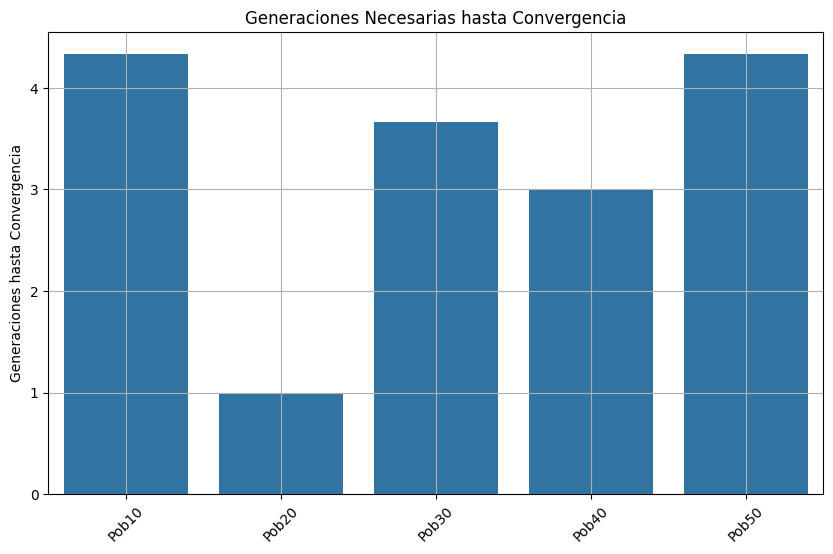 Generaciones Necesarias hasta Convergencia
Generaciones hasta Convergencia
4
3
2
1
0
Pob10
Pob20
Pob30
Pob40
Pob50